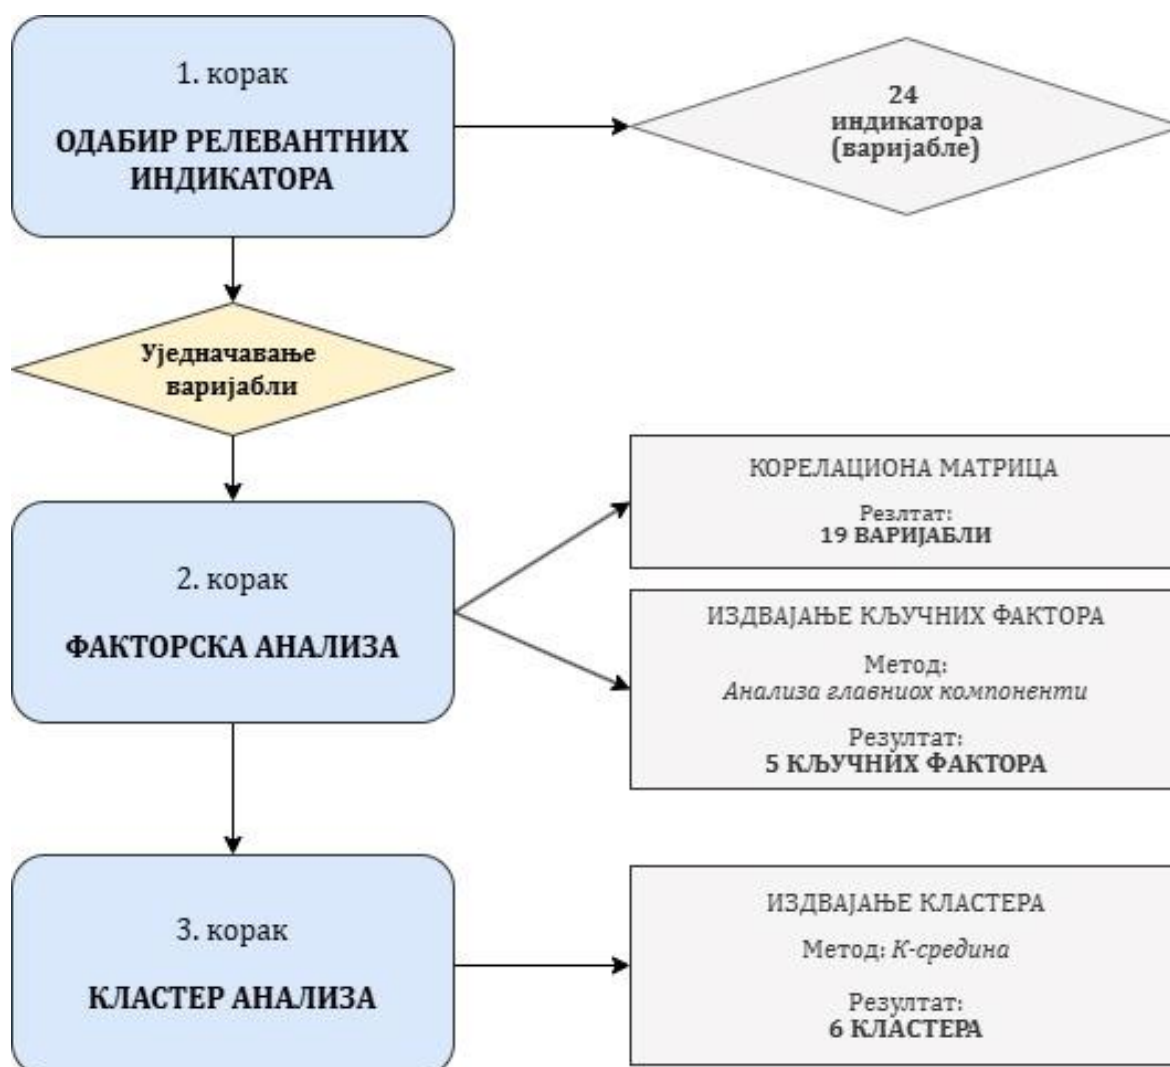 1. корак
ОДАБИР РЕЛЕВАНТНИХ
ИНДИКАТОРА
24
индикатора
(варијабле)
Уједначавање
варијабли
2. корак
ФАКТОРСКА АНАЛИЗА
КОРЕЛАЦИОНА МАТРИЦА
Резлтат:
19 ВАРИЈАБЛИ
ИЗДВАЈАЊЕ КЉУЧНИХ ФАКТОРА
Метод:
Анализа главниох компоненти
Резултат:
5 КЉУЧНИХ ФАКТОРА
3. корак
КЛАСТЕР АНАЛИЗА
ИЗДВАЈАЊЕ КЛАСТЕРА
Метод: К-средина
Резултат:
6 КЛАСТЕРА